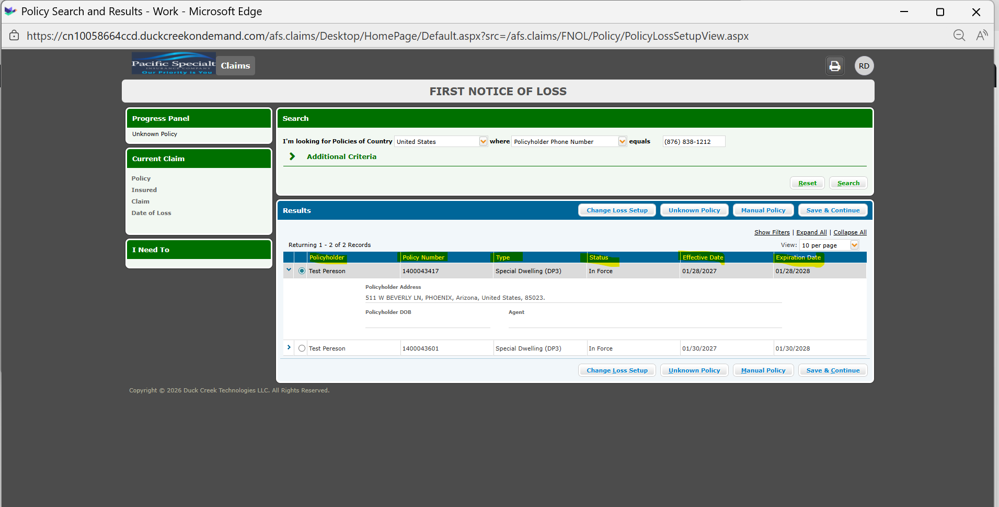 Policy Search and Results - Work - Microsoft Edge
https://cn10058664ccd.duckcreekondemand.com/afs.claims/Desktop/HomePage/Default.aspx?src=/afs.claims/FNOL/Policy/PolicyLossSetupView.aspx
Pacific Specialt
INSURANCE COMPANY
Our Priority is You
Claims
RD
FIRST NOTICE OF LOSS
Progress Panel
Unknown Policy
Current Claim
Policy
Insured
Claim
Date of Loss
I Need To
Search
I'm looking for Policies of Country United States where Policyholder Phone Number equals (876) 838-1212
Additional Criteria
Reset Search
Results Change Loss Setup Unknown Policy Manual Policy Save & Continue
Show Filters | Expand All | Collapse All
Returning 1 - 2 of 2 Records View: 10 per page
Policyholder Policy Number Type Status Effective Date Expiration Date
Test Pereson 1400043417 Special Dwelling (DP3) In Force 01/28/2027 01/28/2028
Policyholder Address
511 W BEVERLY LN, PHOENIX, Arizona, United States, 85023.
Policyholder DOB Agent
Test Pereson 1400043601 Special Dwelling (DP3) In Force 01/30/2027 01/30/2028
Change Loss Setup Unknown Policy Manual Policy Save & Continue
Copyright © 2026 Duck Creek Technologies LLC. All Rights Reserved.